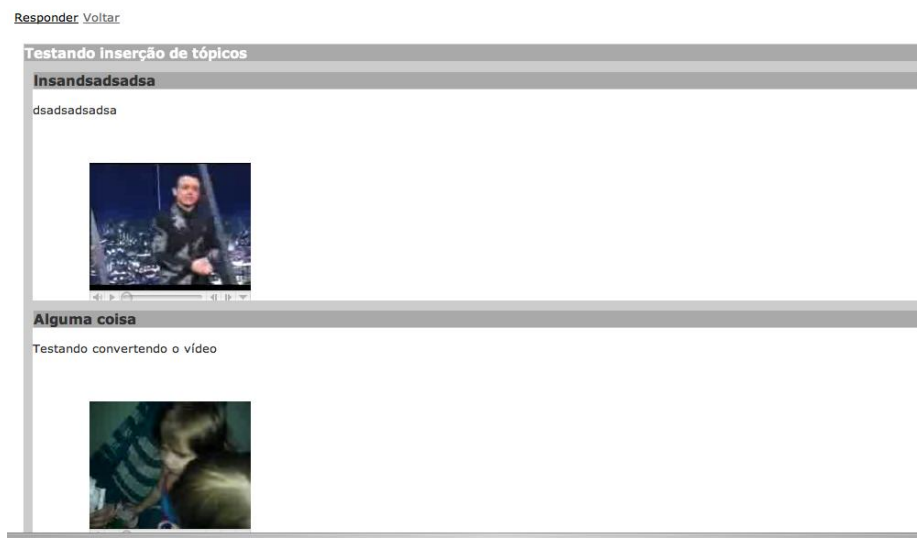 Responder Voltar
Testando inserção de tópicos
Insandsadsadsa
dsadsadsadsa
Alguma coisa
Testando convertendo o vídeo